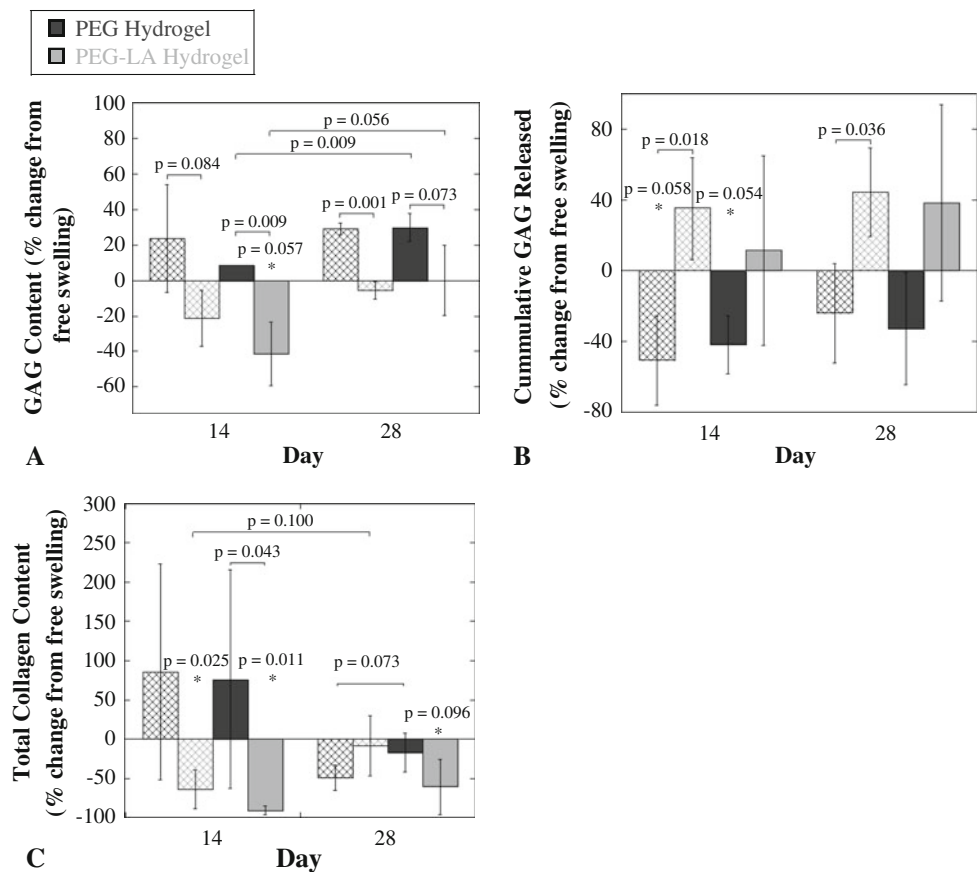 PEG Hydrogel
PEG-LA Hydrogel
GAG Content (% change from
free swelling)
100
80
60
40
20
0
-20
-40
-60
p = 0.056
p = 0.009
p = 0.084
p = 0.009
p = 0.057
*
p = 0.001
p = 0.073
14
28
Day
A
Cummulative GAG Released
(% change from free swelling)
80
40
0
-40
-80
p = 0.018
p = 0.036
p = 0.058
*
p = 0.054
*
14
28
Day
B
Total Collagen Content
(% change from free swelling)
300
250
200
150
100
50
0
-50
-100
p = 0.100
p = 0.043
p = 0.025
*
p = 0.011
*
p = 0.073
p = 0.096
*
14
28
Day
C